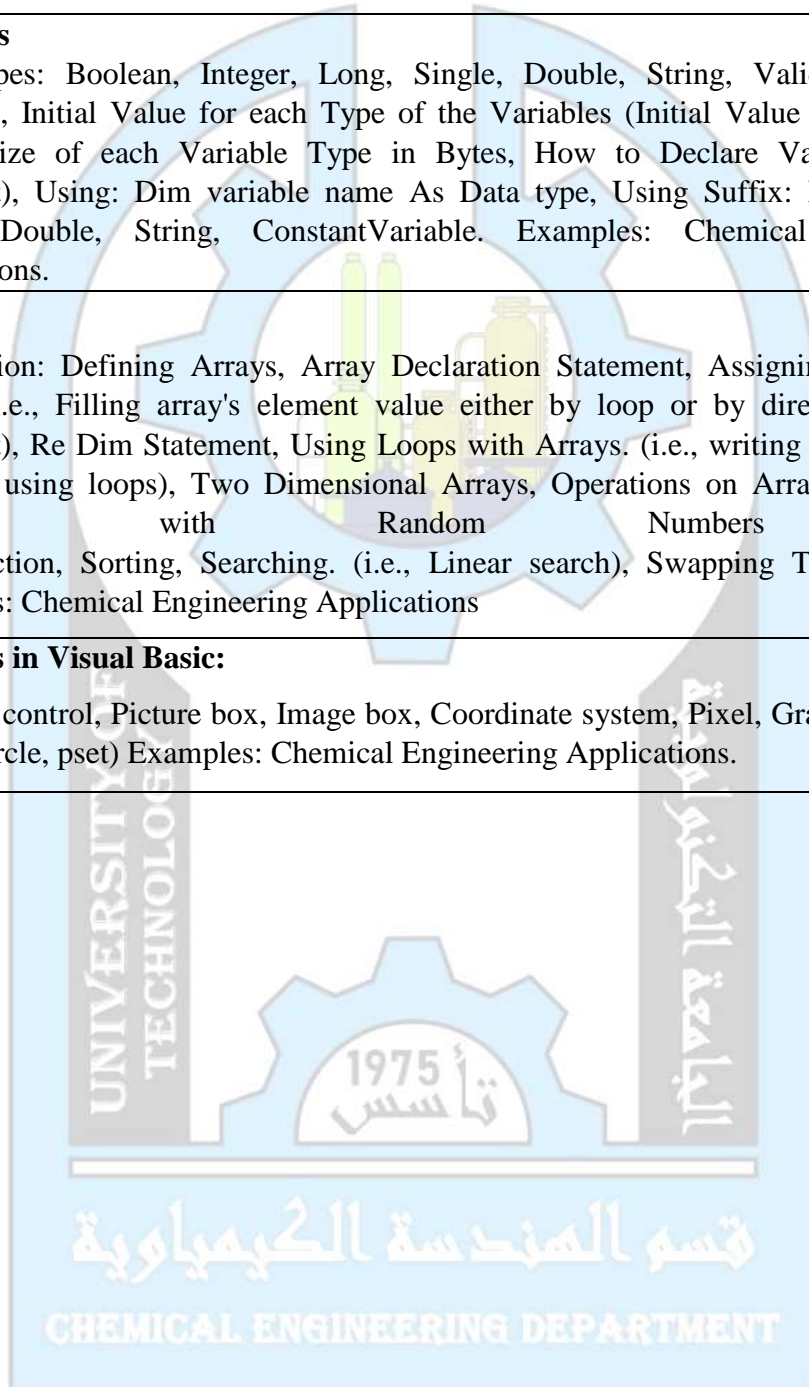 s
pes: Boolean, Integer, Long, Single, Double, String, Vali
, Initial Value for each Type of the Variables (Initial Value
ize of each Variable Type in Bytes, How to Declare Va
), Using: Dim variable name As Data type, Using Suffix:
Double, String, ConstantVariable. Examples: Chemical
ons.
ion: Defining Arrays, Array Declaration Statement, Assigni
.e., Filling array's element value either by loop or by dire
), Re Dim Statement, Using Loops with Arrays. (i.e., writing
using loops), Two Dimensional Arrays, Operations on Arra
with Random Numbers
ction, Sorting, Searching. (i.e., Linear search), Swapping T
s: Chemical Engineering Applications
s in Visual Basic:
control, Picture box, Image box, Coordinate system, Pixel, Gra
rcle, pset) Examples: Chemical Engineering Applications.
UNIVERSITY OF
TECHNOLOGY
الجامعة التكنولوجية
1975 تأسس
قسم الهندسة الكيمياوية
CHEMICAL ENGINEERING DEPARTMENT